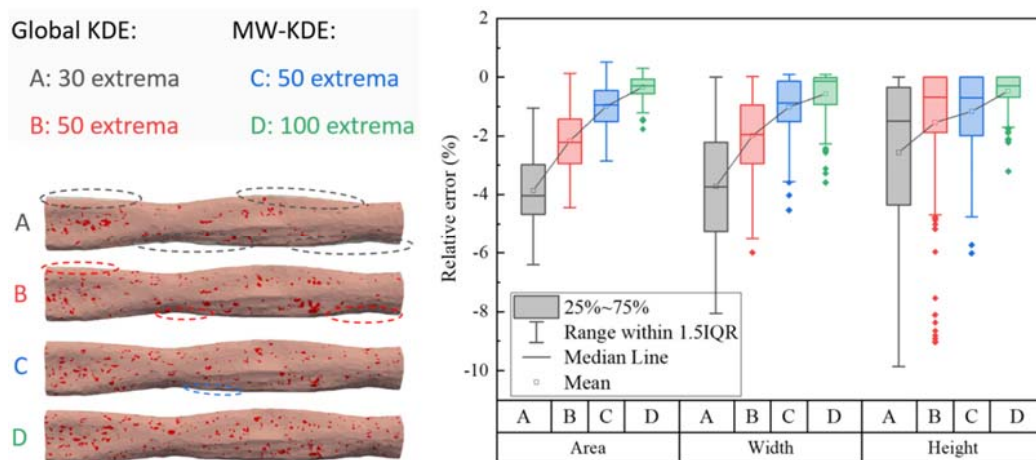 Global KDE: MW-KDE:
A: 30 extrema C: 50 extrema
B: 50 extrema D: 100 extrema
A
B
C
D
Relative error (%)
2
0
-2
-4
-6
-8
-10
25%~75%
Range within 1.5IQR
Median Line
Mean
A B C D A B C D A B C D
Area Width Height